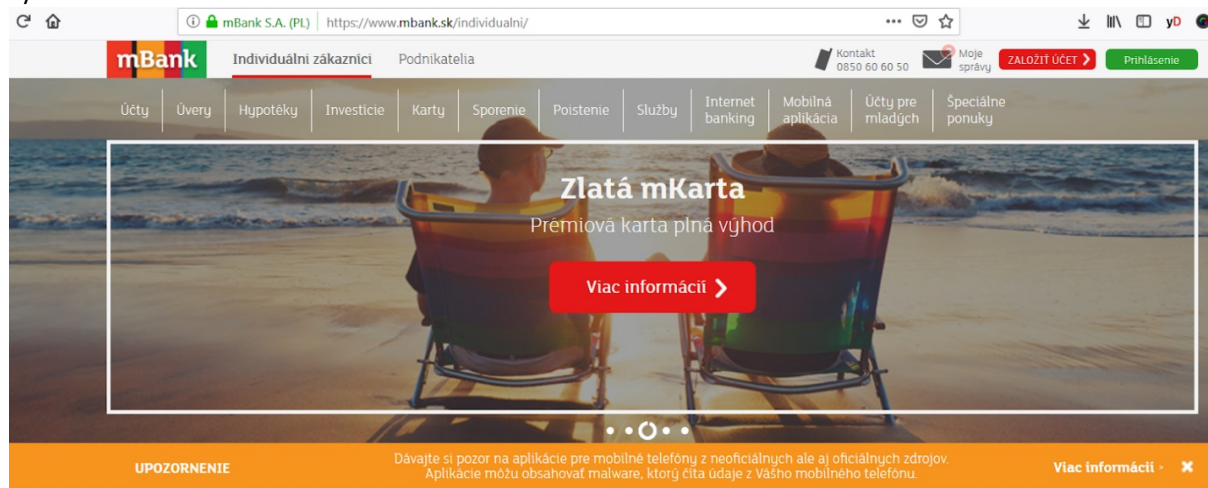 mBank S.A. (PL) https://www.mbank.sk/individualni/
yD
mBank Individuálni zákazníci Podnikatelia
Kontakt
0850 60 60 50
Moje
správy
ZALOŽIŤ ÚČET
Prihlásenie
Účty Úvery Hypotéky Investície Karty Sporenie Poistenie Služby
Internet
banking
Mobilná
aplikácia
Účty pre
mladých
Špeciálne
ponuky
Zlatá mKarta
Prémiová karta plná výhod
Viac informácií
UPOZORNENIE
Dávajte si pozor na aplikácie pre mobilné telefóny z neoficiálnych ale aj oficiálnych zdrojov.
Aplikácie môžu obsahovať malware, ktorý číta údaje z Vášho mobilného telefónu.
Viac informácií